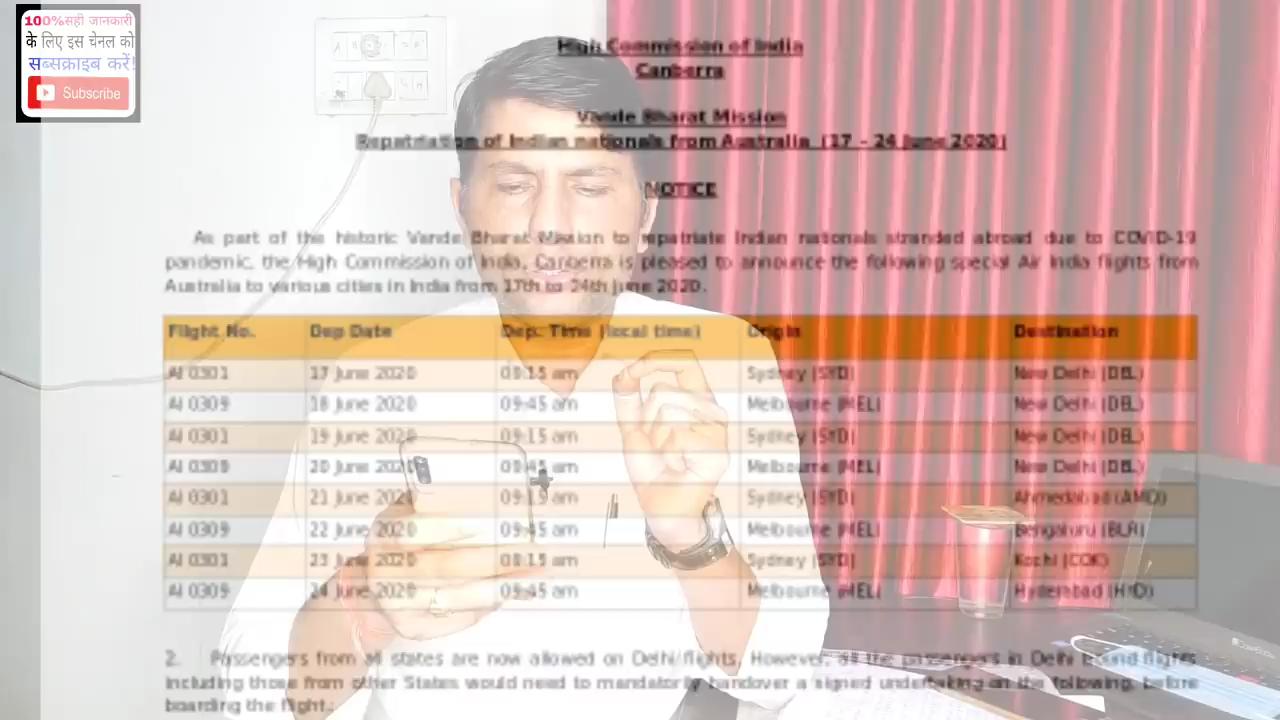 100%सही जानकारी
के लिए इस चेनल को
सब्सक्राइब करें!
Subscribe
High Commission of India
Canberra
Vande Bharat Mission
Repatriation of Indian nationals from Australia (17 - 24 June 2020)
NOTICE
As part of the historic Vande Bharat Mission to repatriate Indian nationals stranded abroad due to COVID-19
pandemic, the High Commission of India, Canberra is pleased to announce the following special Air India flights from
Australia to various cities in India from 17th to 24th June 2020.
Flight No. Dep Date Dep. Time (local time) Origin Destination
AI 0301 17 June 2020 Sydney (SYD) New Delhi (DEL)
AI 0309 18 June 2020 09:45 am Melbourne (MEL) New Delhi (DEL)
AI 0301 19 June 2020 Sydney (SYD) New Delhi (DEL)
AI 0309 20 June 2020 09:45 am Melbourne (MEL) New Delhi (DEL)
AI 0301 21 June 2020 Sydney (SYD) Ahmedabad (AMD)
AI 0309 22 June 2020 09:45 am Melbourne (MEL) Bengaluru (BLR)
AI 0301 23 June 2020 Sydney (SYD) Kochi (COK)
AI 0309 24 June 2020 09:45 am Melbourne (MEL) Hyderabad (HYD)
2. Passengers from all states are now allowed on Delhi flights. However, all the passengers in Delhi bound flights
including those from other States would need to mandatorily handover a signed undertaking on the following, before
boarding the flight.: